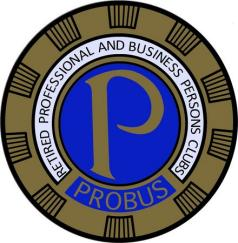 RETIRED PROFESSIONAL AND BUSINESS PERSONS CLUBS
P
PROBUS